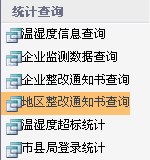 统计查询
温湿度信息查询
企业监测数据查询
企业整改通知书查询
地区整改通知书查询
温湿度超标统计
市县局登录统计